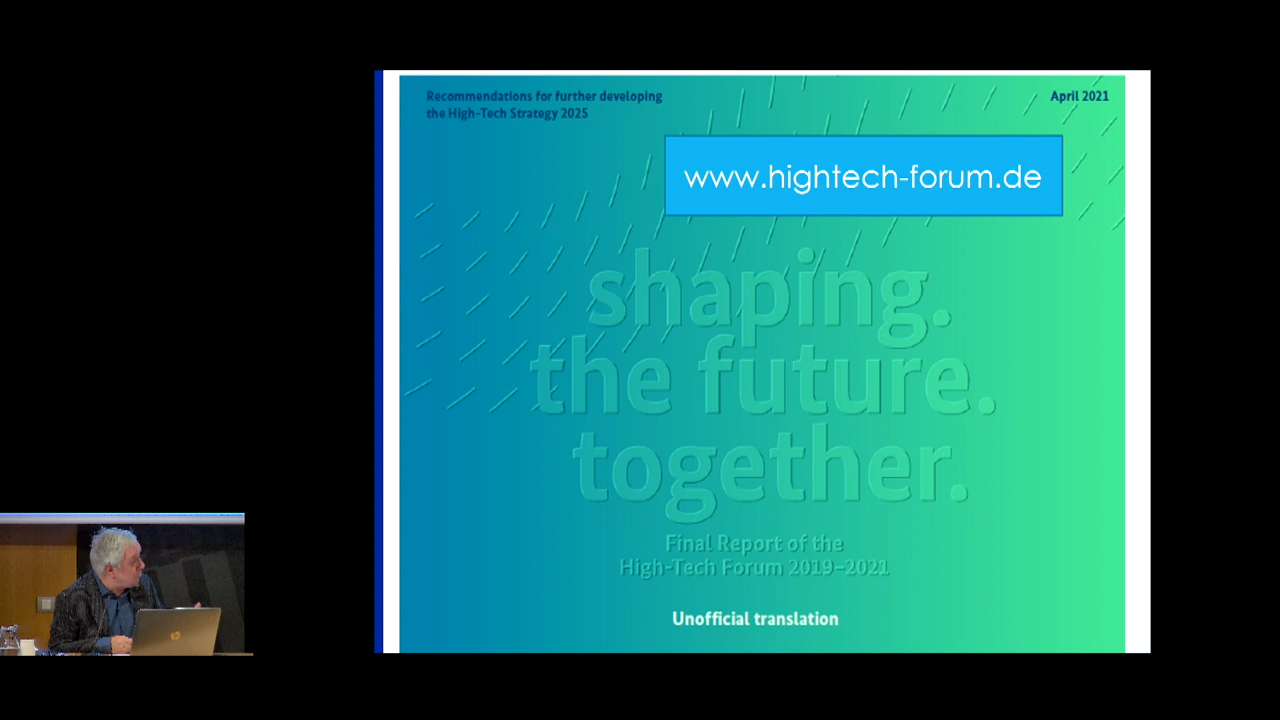 Recommendations for further developing
the High-Tech Strategy 2025
April 2021
www.hightech-forum.de
shaping.
the future.
together.
Final Report of the
High-Tech Forum 2019–2021
Unofficial translation
hp